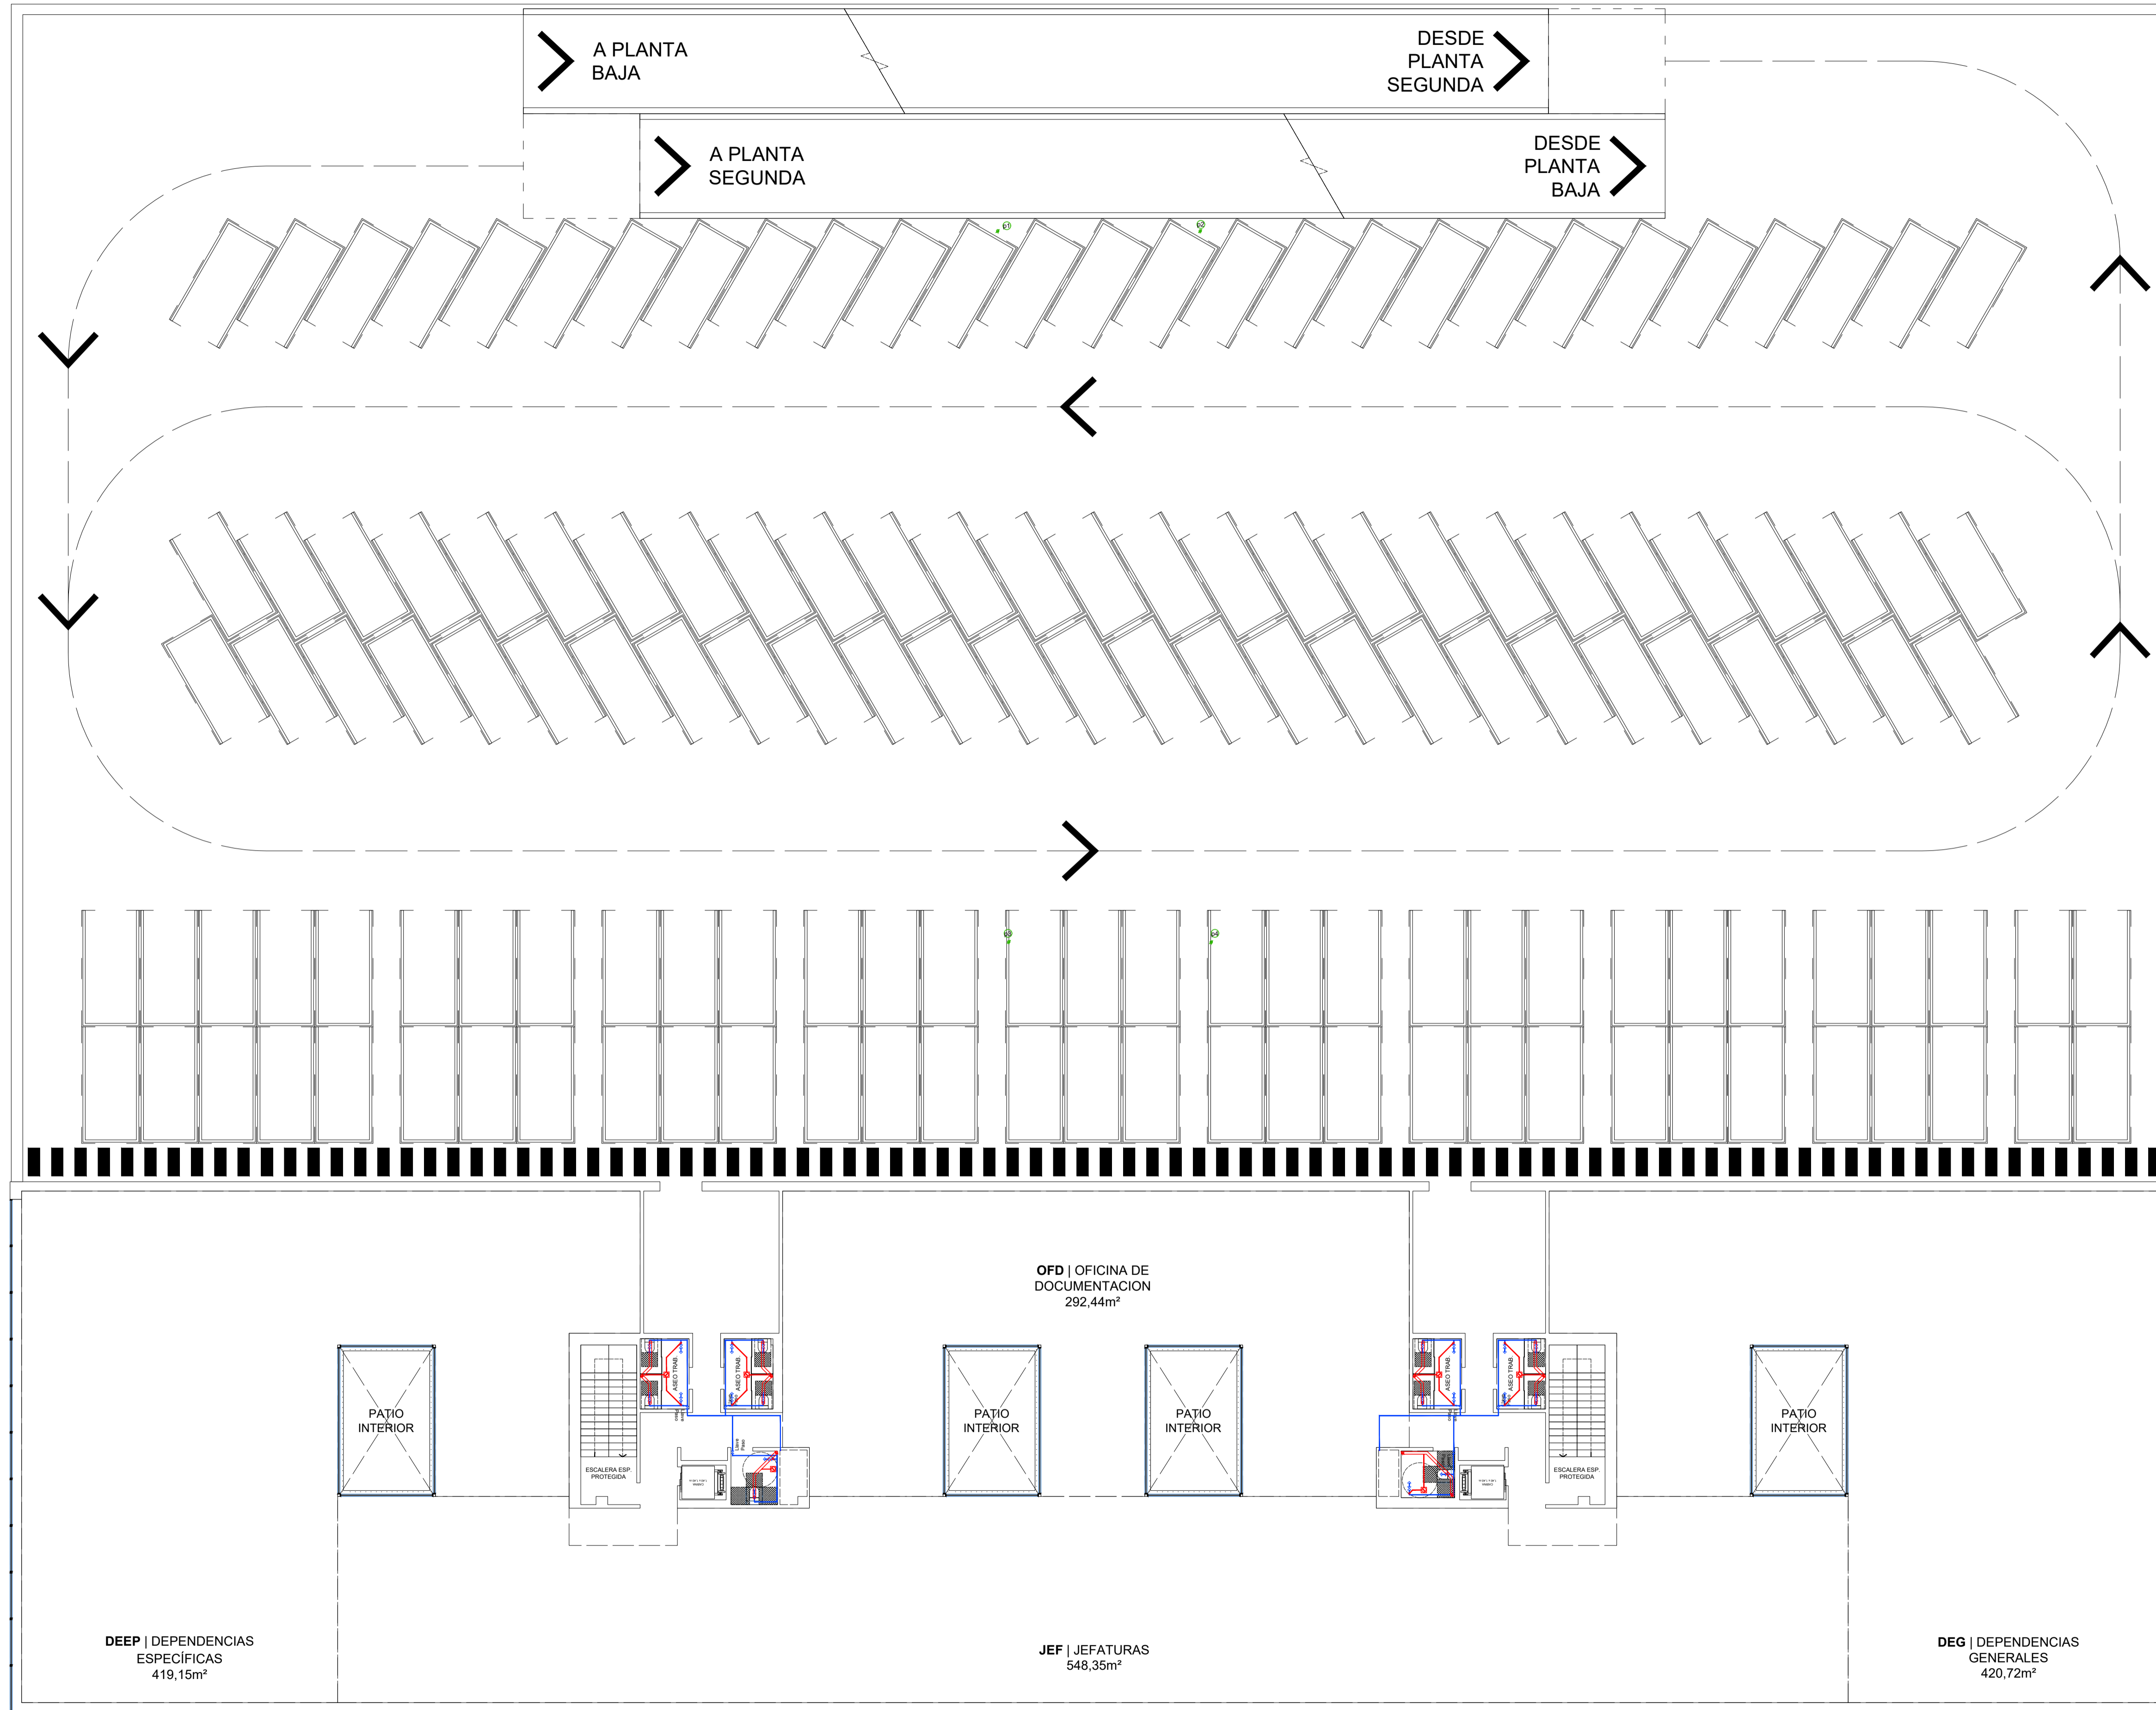 A PLANTA
BAJA
DESDE
PLANTA
SEGUNDA
A PLANTA
SEGUNDA
DESDE
PLANTA
BAJA
OFD | OFICINA DE
DOCUMENTACION
292,44m²
ASEO TRAB.
ASEO TRAB.
ASEO TRAB.
ASEO TRAB.
PATIO
INTERIOR
PATIO
INTERIOR
PATIO
INTERIOR
PATIO
INTERIOR
Llave
Paso
ESCALERA ESP.
PROTEGIDA
ESCALERA ESP.
PROTEGIDA
DEEP | DEPENDENCIAS
ESPECÍFICAS
419,15m²
JEF | JEFATURAS
548,35m²
DEG | DEPENDENCIAS
GENERALES
420,72m²